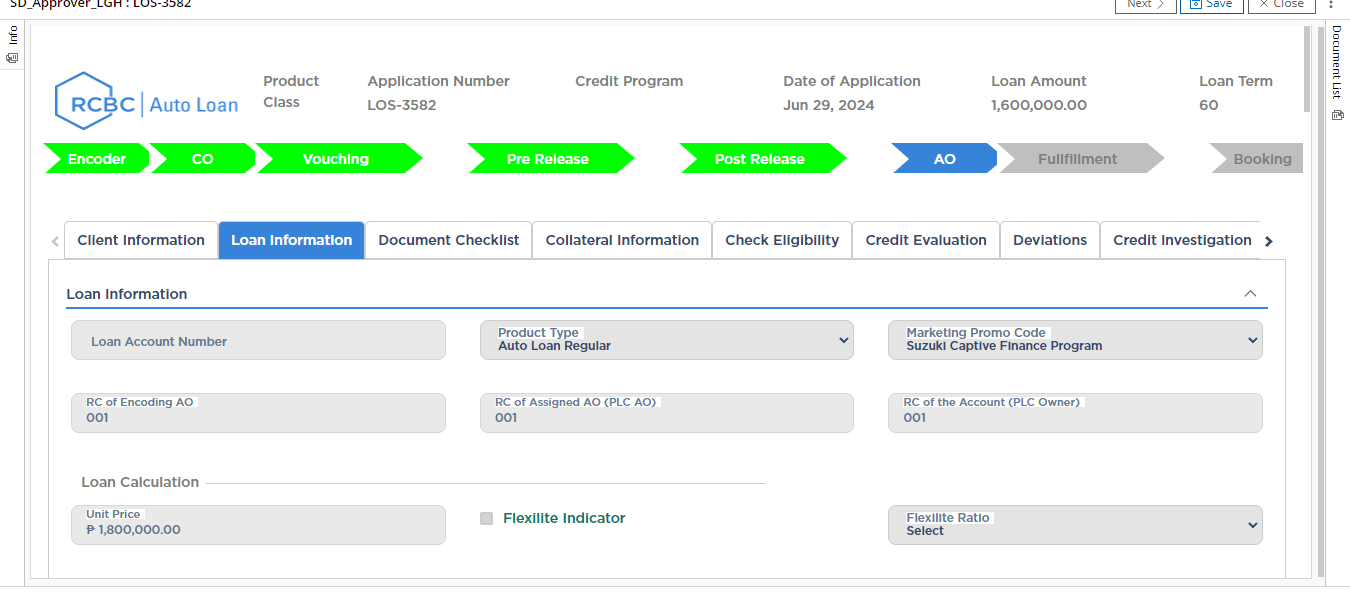 SD_Approver_LGH : LOS-3582
Next
Save
Close
Info
Document List
RCBC Auto Loan
Product Class
Application Number
LOS-3582
Credit Program
Date of Application
Jun 29, 2024
Loan Amount
1,600,000.00
Loan Term
60
Encoder
CO
Vouching
Pre Release
Post Release
AO
Fullfillment
Booking
Client Information
Loan Information
Document Checklist
Collateral Information
Check Eligibility
Credit Evaluation
Deviations
Credit Investigation
Loan Information
Loan Account Number
Product Type
Auto Loan Regular
Marketing Promo Code
Suzuki Captive Finance Program
RC of Encoding AO
001
RC of Assigned AO (PLC AO)
001
RC of the Account (PLC Owner)
001
Loan Calculation
Unit Price
₱ 1,800,000.00
Flexilite Indicator
Flexilite Ratio
Select